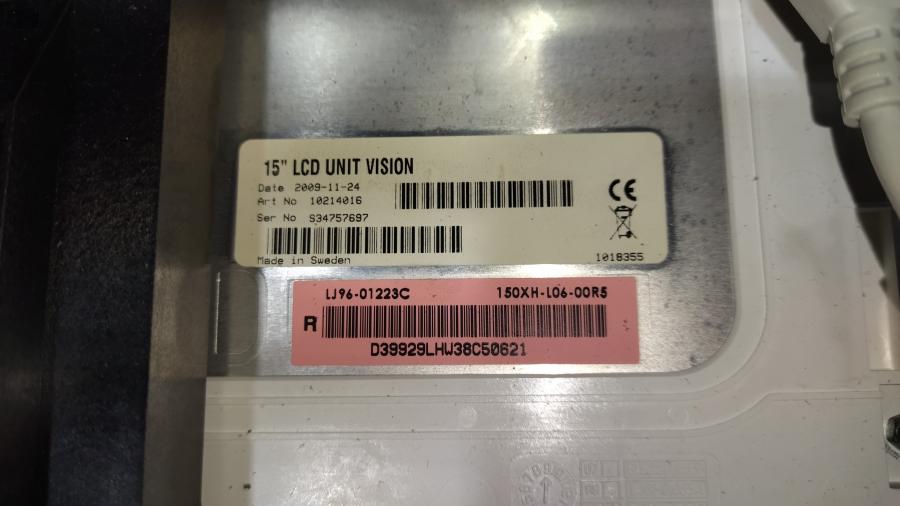 15" LCD UNIT VISION
Date 2009-11-24
Art No 10214016
Ser No S34757697
Made in Sweden
CE
1018355
LJ96-01223C 150XH-L06-00R5
R
D39929LHW38C50621